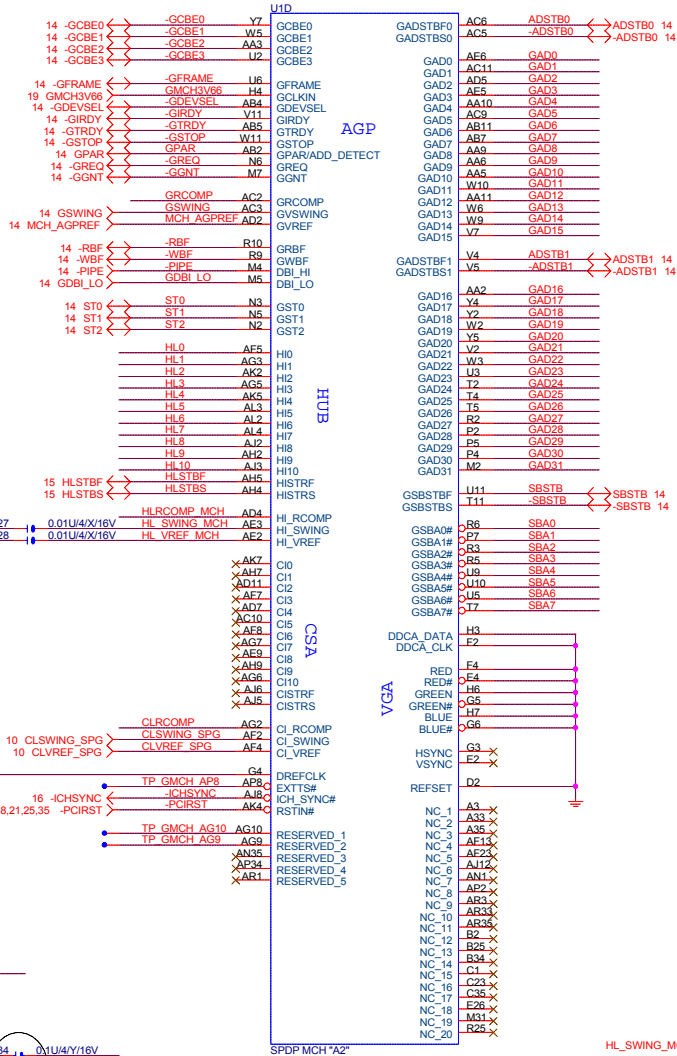 U1D
14 -GCBE0 -GCBE0 Y7 GCBE0
14 -GCBE1 -GCBE1 W5 GCBE1
14 -GCBE2 -GCBE2 AA3 GCBE2
14 -GCBE3 -GCBE3 U2 GCBE3
14 -GFRAME -GFRAME U6 GFRAME
19 GMCH3V66 GMCH3V66 H4 GCLKIN
14 -GDEVSEL -GDEVSEL AB4 GDEVSEL
14 -GIRDY -GIRDY V11 GIRDY
14 -GTRDY -GTRDY AB5 GTRDY
14 -GSTOP -GSTOP W11 GSTOP
14 GPAR GPAR AB2 GPAR/ADD_DETECT
14 -GREQ -GREQ N6 GREQ
14 -GGNT -GGNT M7 GGNT
GRCOMP AC2 GRCOMP
14 GSWING GSWING AC3 GVSWING
14 MCH_AGPREF MCH_AGPREF AD2 GVREF
14 -RBF -RBF R10 GRBF
14 -WBF -WBF R9 GWBF
14 -PIPE -PIPE M4 DBI_HI
14 GDBI_LO GDBI_LO M5 DBI_LO
14 ST0 ST0 N3 GST0
14 ST1 ST1 N5 GST1
14 ST2 ST2 N2 GST2
HL0 AF5 HI0
HL1 AG3 HI1
HL2 AK2 HI2
HL3 AG5 HI3
HL4 AK5 HI4
HL5 AL3 HI5
HL6 AL2 HI6
HL7 AL4 HI7
HL8 AJ2 HI8
HL9 AH2 HI9
HL10 AJ3 HI10
15 HLSTBF HLSTBF AH5 HISTRF
15 HLSTBS HLSTBS AH4 HISTRS
HLRCOMP_MCH AD4 HI_RCOMP
27 0.01U/4/X/16V HL_SWING_MCH AE3 HI_SWING
28 0.01U/4/X/16V HL_VREF_MCH AE2 HI_VREF
AK7 CI0
AH7 CI1
AD11 CI2
AF7 CI3
AD7 CI4
AC10 CI5
AF8 CI6
AG7 CI7
AE9 CI8
AH9 CI9
AG6 CI10
AJ6 CISTRF
AJ5 CISTRS
CLRCOMP AG2 CI_RCOMP
10 CLSWING_SPG CLSWING_SPG AF2 CI_SWING
10 CLVREF_SPG CLVREF_SPG AF4 CI_VREF
G4 DREFCLK
TP_GMCH_AP8 AP8 EXTTS#
16 -ICHSYNC -ICHSYNC AJ8 ICH_SYNC#
8,21,25,35 -PCIRST -PCIRST AK4 RSTIN#
TP_GMCH_AG10 AG10 RESERVED_1
TP_GMCH_AG9 AG9 RESERVED_2
AN35 RESERVED_3
AP34 RESERVED_4
AR1 RESERVED_5
AGP
HUB
CSA
VGA
GADSTBF0 AC6 ADSTB0 ADSTB0 14
GADSTBS0 AC5 -ADSTB0 -ADSTB0 14
GAD0 AE6 GAD0
GAD1 AC11 GAD1
GAD2 AD5 GAD2
GAD3 AE5 GAD3
GAD4 AA10 GAD4
GAD5 AC9 GAD5
GAD6 AB11 GAD6
GAD7 AB7 GAD7
GAD8 AA9 GAD8
GAD9 AA6 GAD9
GAD10 AA5 GAD10
GAD11 W10 GAD11
GAD12 AA11 GAD12
GAD13 W6 GAD13
GAD14 W9 GAD14
GAD15 V7 GAD15
GADSTBF1 V4 ADSTB1 ADSTB1 14
GADSTBS1 V5 -ADSTB1 -ADSTB1 14
GAD16 AA2 GAD16
GAD17 Y4 GAD17
GAD18 Y2 GAD18
GAD19 W2 GAD19
GAD20 Y5 GAD20
GAD21 V2 GAD21
GAD22 W3 GAD22
GAD23 U3 GAD23
GAD24 T2 GAD24
GAD25 T4 GAD25
GAD26 T5 GAD26
GAD27 R2 GAD27
GAD28 P2 GAD28
GAD29 P5 GAD29
GAD30 P4 GAD30
GAD31 M2 GAD31
GSBSTBF U11 SBSTB SBSTB 14
GSBSTBS T11 -SBSTB -SBSTB 14
GSBA0# R6 SBA0
GSBA1# P7 SBA1
GSBA2# R3 SBA2
GSBA3# R5 SBA3
GSBA4# U9 SBA4
GSBA5# U10 SBA5
GSBA6# U5 SBA6
GSBA7# T7 SBA7
DDCA_DATA H3
DDCA_CLK F2
RED F4
RED# E4
GREEN H6
GREEN# G5
BLUE H7
BLUE# G6
HSYNC G3
VSYNC E2
REFSET D2
NC_1 A3
NC_2 A33
NC_3 A35
NC_4 AF13
NC_5 AF23
NC_6 AJ12
NC_7 AN1
NC_8 AP2
NC_9 AR3
NC_10 AR33
NC_11 AR35
NC_12 B2
NC_13 B25
NC_14 B34
NC_15 C1
NC_16 C23
NC_17 C35
NC_18 E26
NC_19 M31
NC_20 R25
34 0.1U/4/Y/16V
SPDP MCH "A2"
HL_SWING_M